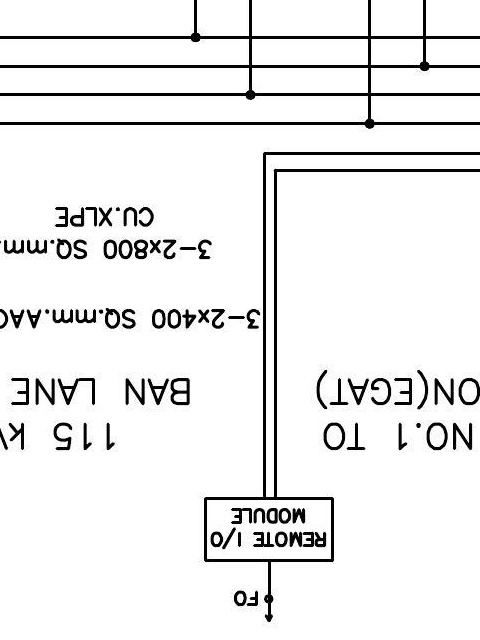 FO
REMOTE I/O
MODULE
NO.1 TO
ON(EGAT)
115 kV
BAN LANE
3-2x400 SQ.mm.AAC
3-2x800 SQ.mm.
CU.XLPE